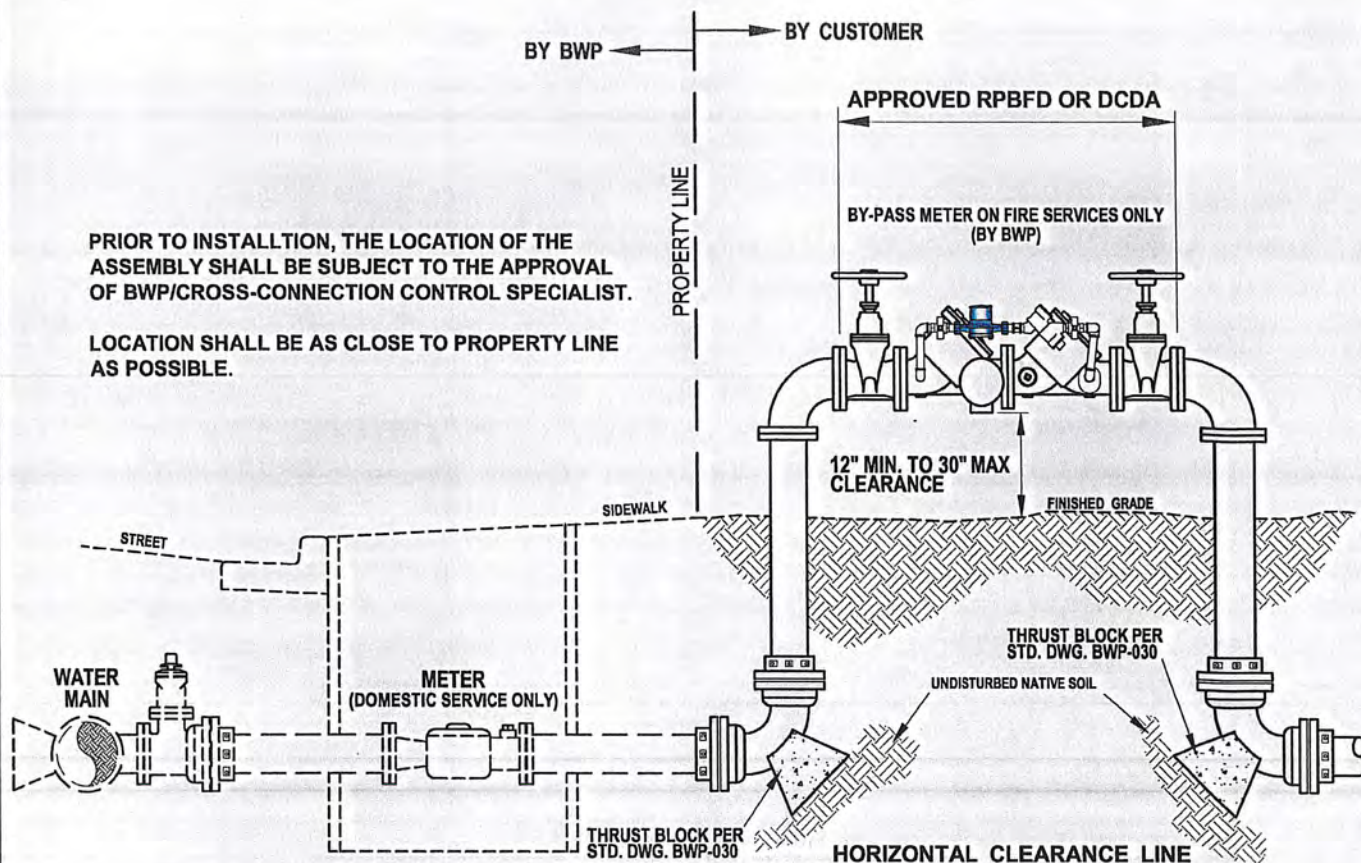 BY BWP
BY CUSTOMER
APPROVED RPBFD OR DCDA
PROPERTY LINE
BY-PASS METER ON FIRE SERVICES ONLY
(BY BWP)
PRIOR TO INSTALLTION, THE LOCATION OF THE
ASSEMBLY SHALL BE SUBJECT TO THE APPROVAL
OF BWP/CROSS-CONNECTION CONTROL SPECIALIST.
LOCATION SHALL BE AS CLOSE TO PROPERTY LINE
AS POSSIBLE.
12" MIN. TO 30" MAX
CLEARANCE
FINISHED GRADE
SIDEWALK
STREET
WATER
MAIN
METER
(DOMESTIC SERVICE ONLY)
THRUST BLOCK PER
STD. DWG. BWP-030
UNDISTURBED NATIVE SOIL
THRUST BLOCK PER
STD. DWG. BWP-030
HORIZONTAL CLEARANCE LINE